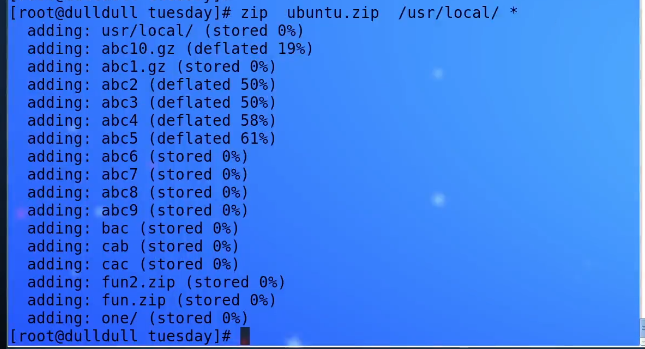 [root@dulldull tuesday]# zip  ubuntu.zip  /usr/local/ *
  adding: usr/local/ (stored 0%)
  adding: abc10.gz (deflated 19%)
  adding: abc1.gz (stored 0%)
  adding: abc2 (deflated 50%)
  adding: abc3 (deflated 50%)
  adding: abc4 (deflated 58%)
  adding: abc5 (deflated 61%)
  adding: abc6 (stored 0%)
  adding: abc7 (stored 0%)
  adding: abc8 (stored 0%)
  adding: abc9 (stored 0%)
  adding: bac (stored 0%)
  adding: cab (stored 0%)
  adding: cac (stored 0%)
  adding: fun2.zip (stored 0%)
  adding: fun.zip (stored 0%)
  adding: one/ (stored 0%)
[root@dulldull tuesday]#